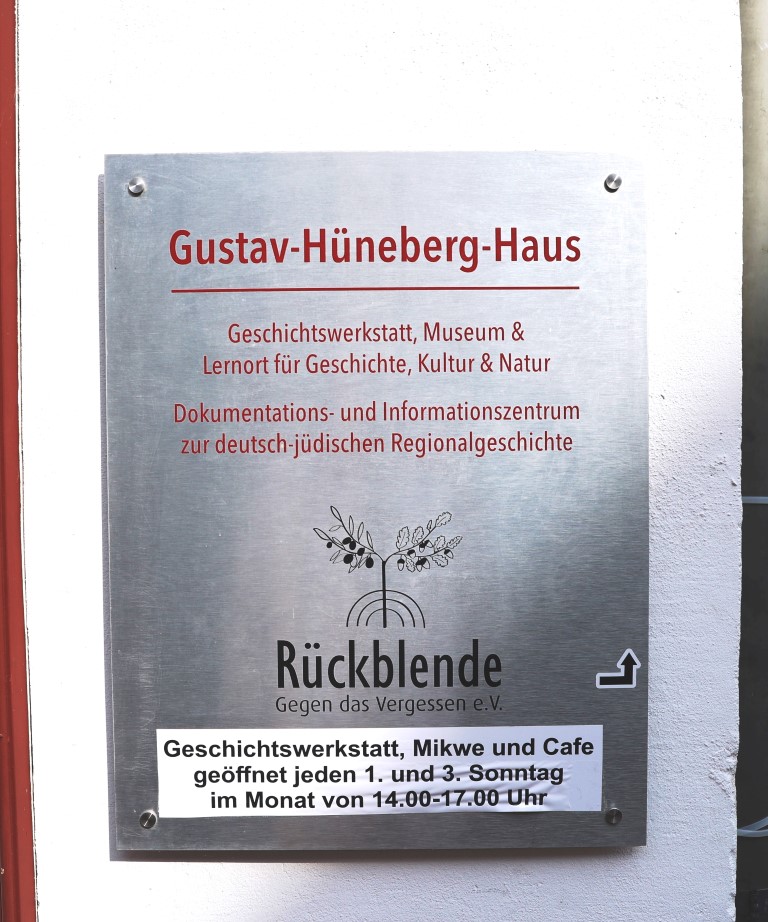 Gustav-Hüneberg-Haus
Geschichtswerkstatt, Museum &
Lernort für Geschichte, Kultur & Natur
Dokumentations- und Informationszentrum
zur deutsch-jüdischen Regionalgeschichte
Rückblende
Gegen das Vergessen e.V.
Geschichtswerkstatt, Mikwe und Cafe
geöffnet jeden 1. und 3. Sonntag
im Monat von 14.00-17.00 Uhr